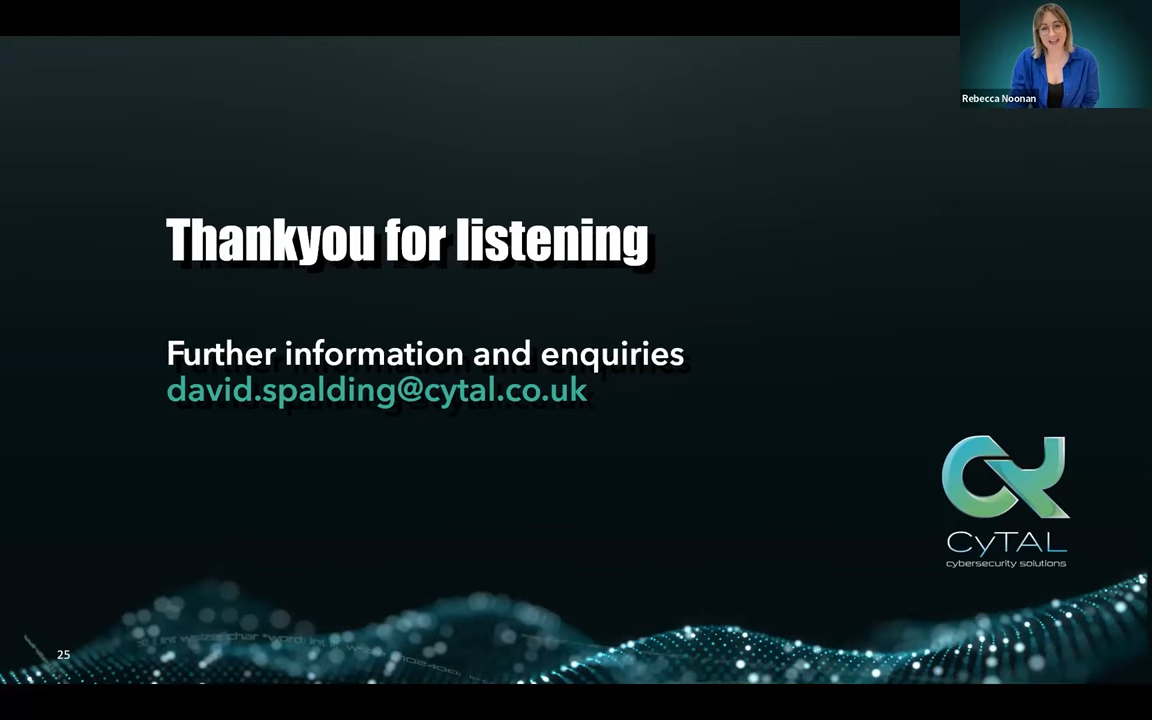 Rebecca Noonan
Thankyou for listening
Further information and enquiries
david.spalding@cytal.co.uk
CyTAL
cybersecurity solutions
25